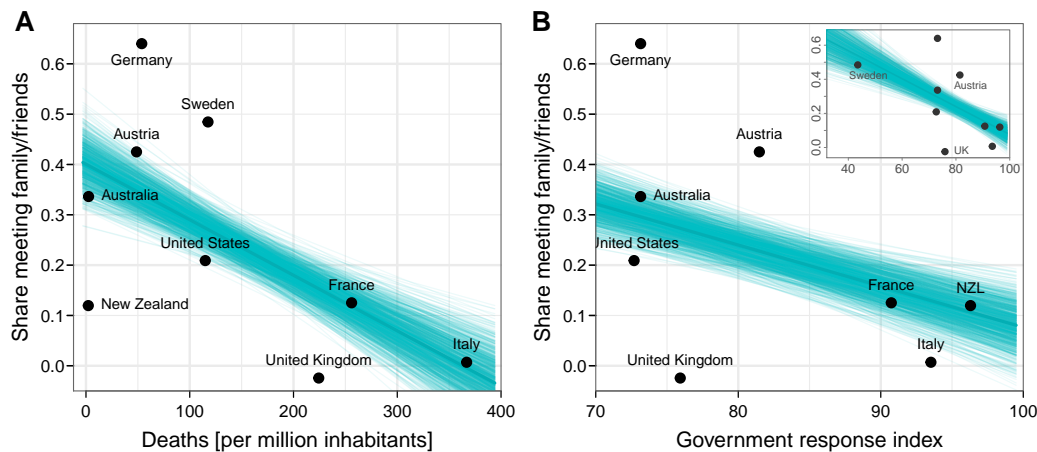 A
Share meeting family/friends
0.6
0.5
0.4
0.3
0.2
0.1
0.0
Germany
Sweden
Austria
Australia
United States
New Zealand
France
United Kingdom
Italy
0
100
200
300
400
Deaths [per million inhabitants]
B
Share meeting family/friends
0.6
0.5
0.4
0.3
0.2
0.1
0.0
Germany
Austria
Australia
United States
France
NZL
United Kingdom
Italy
70
80
90
100
Government response index
0.6
0.4
0.2
0.0
Sweden
Austria
UK
40
60
80
100